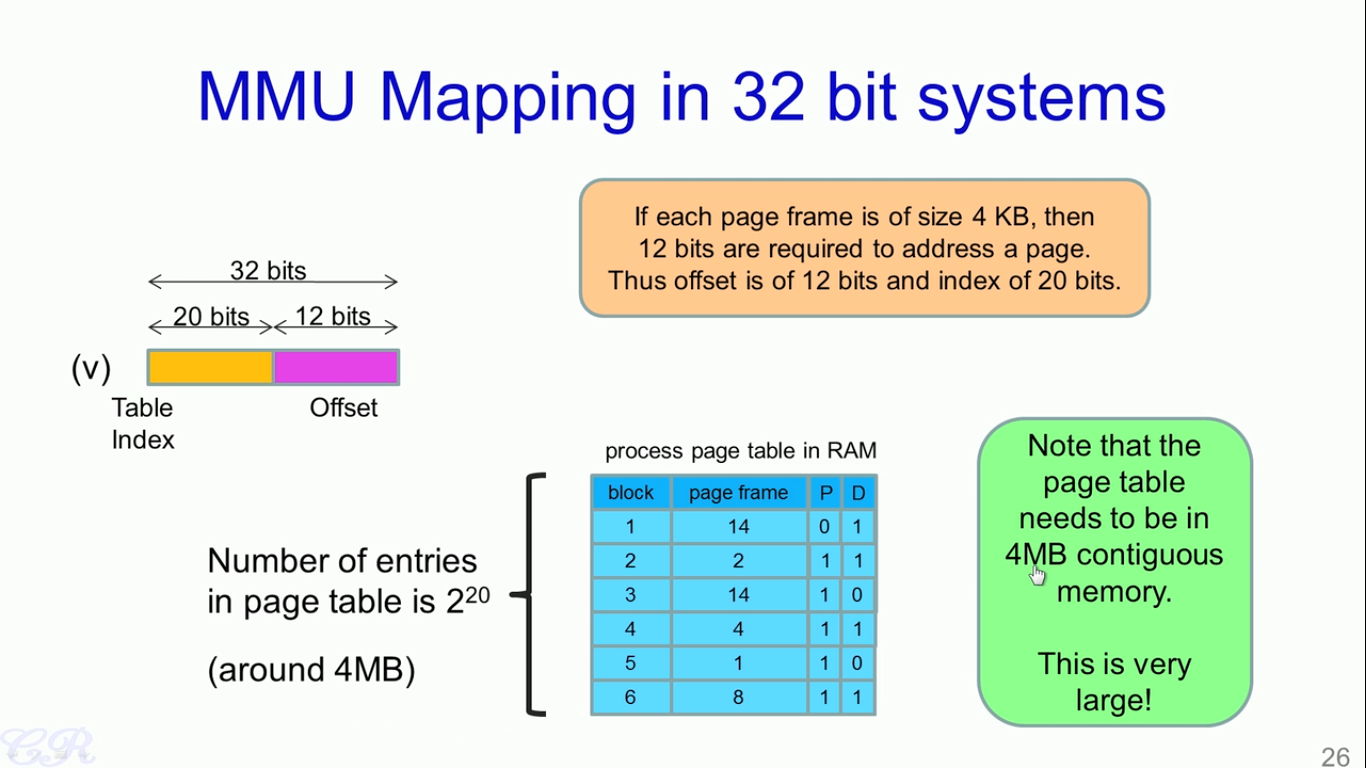 MMU Mapping in 32 bit systems
If each page frame is of size 4 KB, then
12 bits are required to address a page.
Thus offset is of 12 bits and index of 20 bits.
32 bits
20 bits 12 bits
(v)
Table
Index
Offset
process page table in RAM
block page frame P D
1 14 0 1
2 2 1 1
3 14 1 0
4 4 1 1
5 1 1 0
6 8 1 1
Number of entries
in page table is 2²⁰
(around 4MB)
Note that the
page table
needs to be in
4MB contiguous
memory.
This is very
large!
CR
26